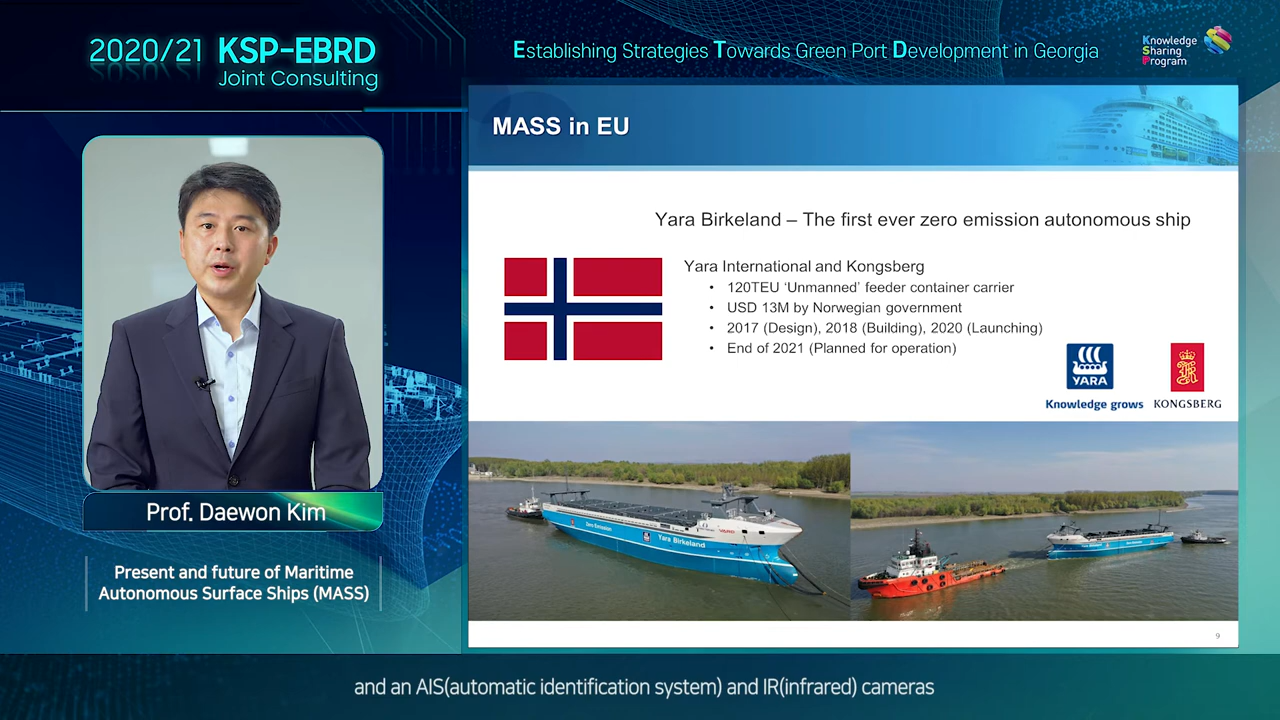 2020/21 KSP-EBRD
Joint Consulting
Establishing Strategies Towards Green Port Development in Georgia
Knowledge
Sharing
Program
MASS in EU
Yara Birkeland – The first ever zero emission autonomous ship
Yara International and Kongsberg
• 120TEU ‘Unmanned’ feeder container carrier
• USD 13M by Norwegian government
• 2017 (Design), 2018 (Building), 2020 (Launching)
• End of 2021 (Planned for operation)
YARA
Knowledge grows
KONGSBERG
Zero Emission
Yara Birkeland
9
Prof. Daewon Kim
Present and future of Maritime
Autonomous Surface Ships (MASS)
and an AIS(automatic identification system) and IR(infrared) cameras